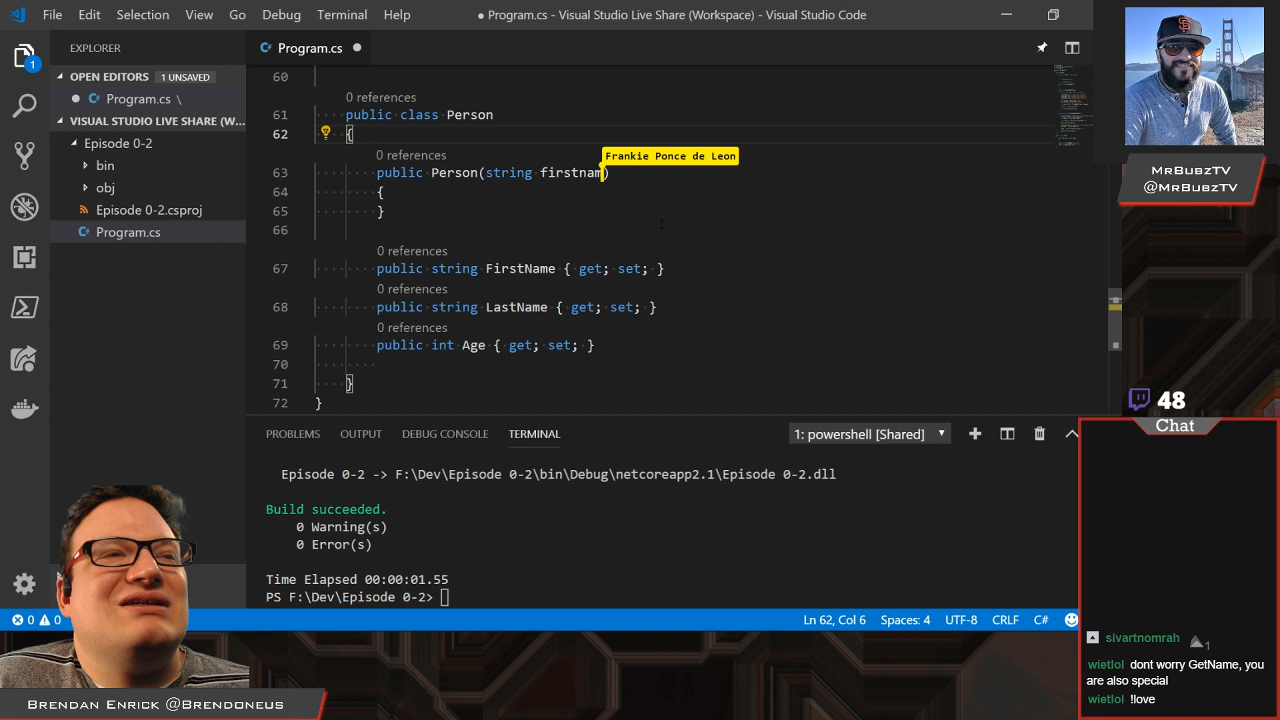 File Edit Selection View Go Debug Terminal Help
● Program.cs - Visual Studio Live Share (Workspace) - Visual Studio Code
EXPLORER
OPEN EDITORS 1 UNSAVED
● Program.cs \
VISUAL STUDIO LIVE SHARE (W...
Episode 0-2
bin
obj
Episode 0-2.csproj
Program.cs
1
Program.cs ●
60
0 references
61 public class Person
62 {
0 references
Frankie Ponce de Leon
63 public Person(string firstnam)
64 {
65 }
66
0 references
67 public string FirstName { get; set; }
0 references
68 public string LastName { get; set; }
0 references
69 public int Age { get; set; }
70
71 }
72 }
PROBLEMS OUTPUT DEBUG CONSOLE TERMINAL
1: powershell [Shared]
Episode 0-2 -> F:\Dev\Episode 0-2\bin\Debug\netcoreapp2.1\Episode 0-2.dll
Build succeeded.
0 Warning(s)
0 Error(s)
Time Elapsed 00:00:01.55
PS F:\Dev\Episode 0-2>
0 0
Ln 62, Col 6 Spaces: 4 UTF-8 CRLF C#
MrBubzTV
@MrBubzTV
48
Chat
sivartnomrah 1
wietlol dont worry GetName, you
are also special
wietlol !love
Brendan Enrick @Brendoneus